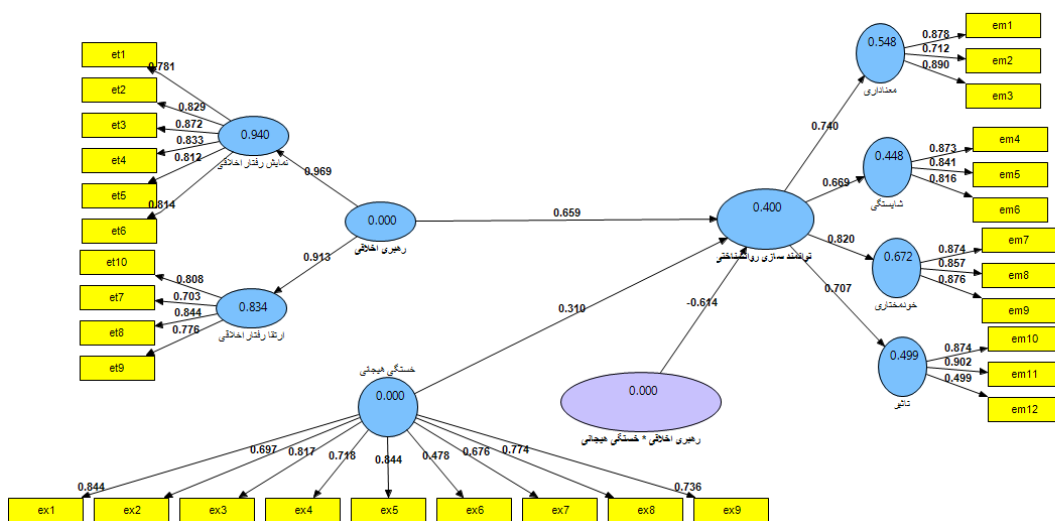 et1
et2
et3
et4
et5
et6
et10
et7
et8
et9
0.781
0.829
0.872
0.833
0.812
0.814
0.940
نمایش رفتار اخلاقی
0.969
0.808
0.703
0.844
0.776
0.834
ارتقا رفتار اخلاقی
0.913
0.000
رهبری اخلاقی
0.659
0.400
توانمند سازی روانشناختی
0.310
-0.614
خستگی هیجانی
0.000
0.000
رهبری اخلاقی * خستگی هیجانی
0.844
0.697
0.817
0.718
0.844
0.478
0.676
0.774
0.736
ex1
ex2
ex3
ex4
ex5
ex6
ex7
ex8
ex9
0.740
0.669
0.820
0.707
0.548
معناداری
0.878
0.712
0.890
em1
em2
em3
0.448
شایستگی
0.873
0.841
0.816
em4
em5
em6
0.672
خودمختاری
0.874
0.857
0.876
em7
em8
em9
0.499
تاثیر
0.874
0.902
0.499
em10
em11
em12